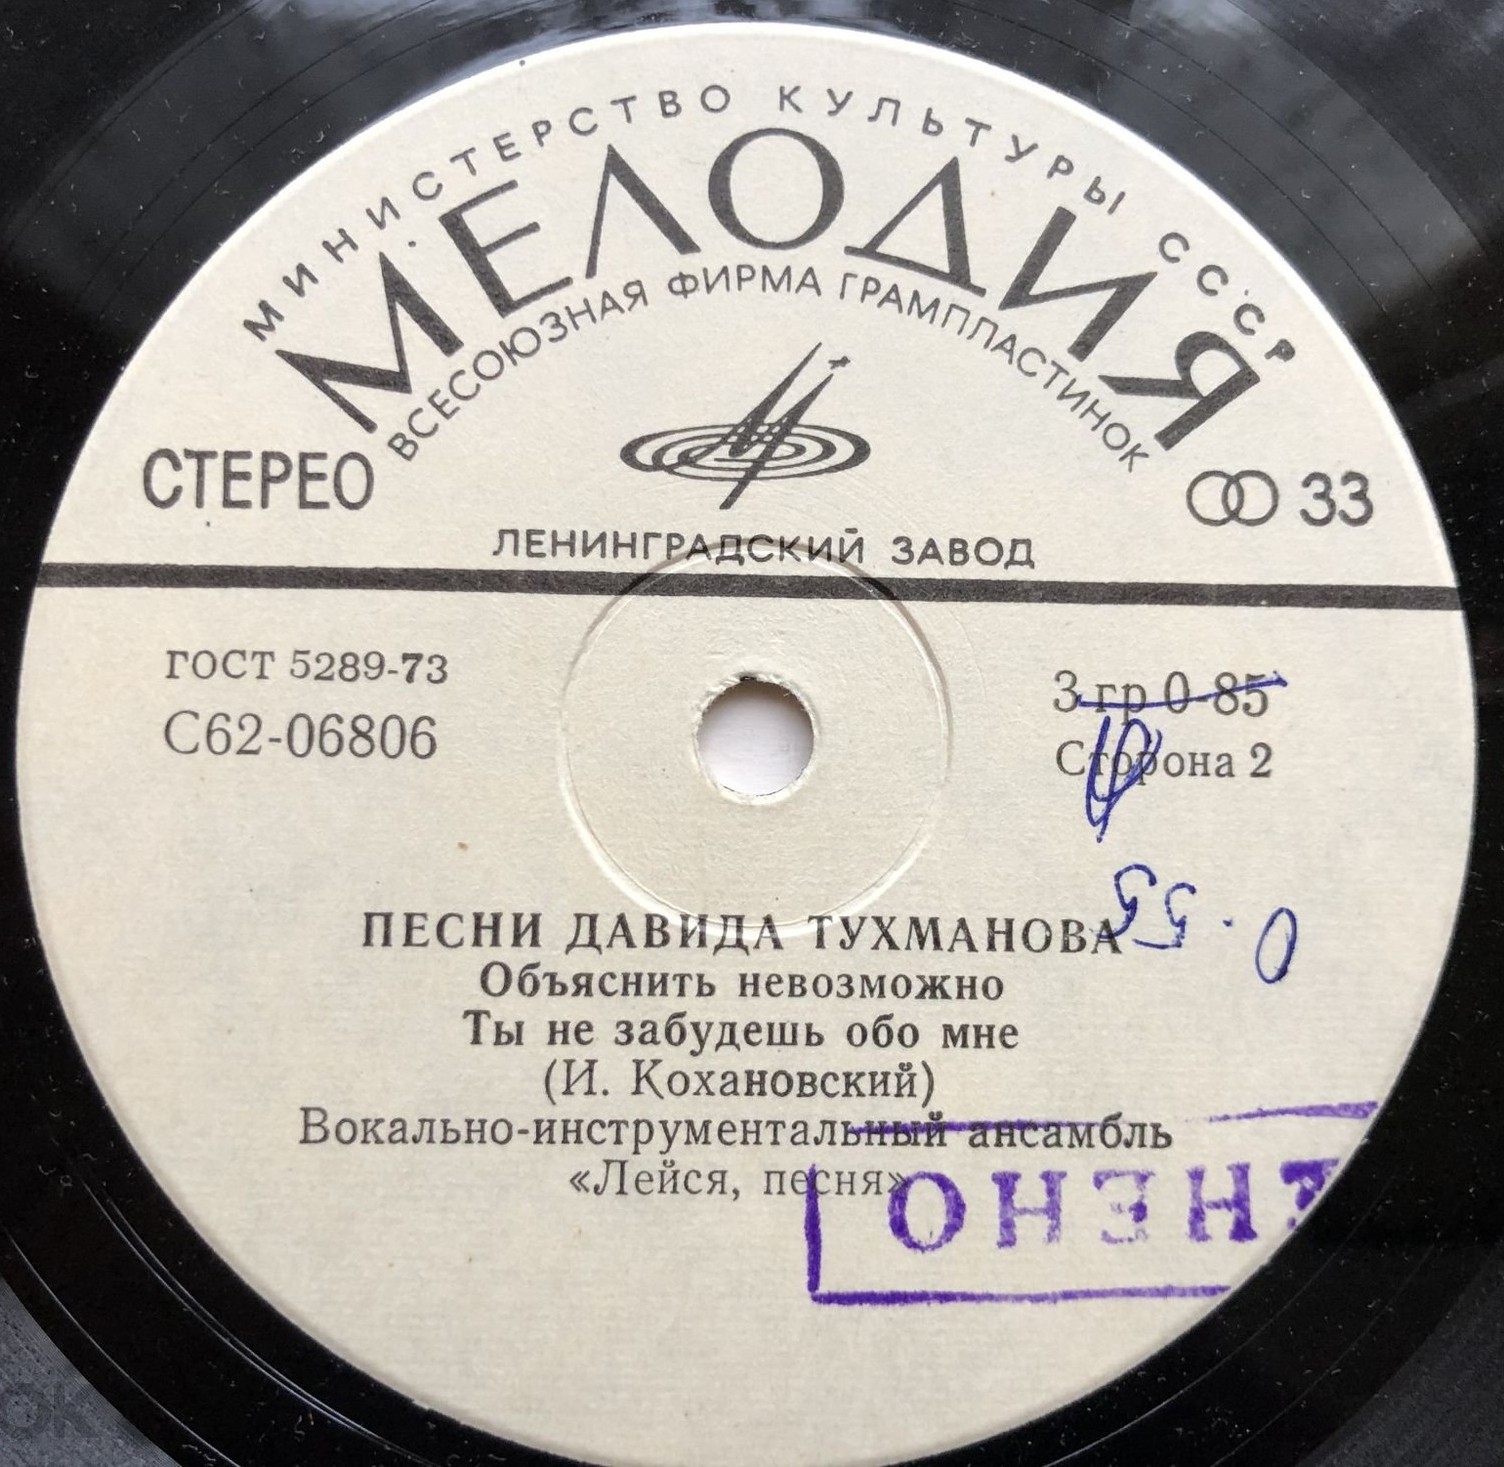 МИНИСТЕРСТВО КУЛЬТУРЫ СССР
МЕЛОДИЯ
ВСЕСОЮЗНАЯ ФИРМА ГРАМПЛАСТИНОК
СТЕРЕО
33
ЛЕНИНГРАДСКИЙ ЗАВОД
ГОСТ 5289-73
3 гр 0-85
С62-06806
Сторона 2
0.55
ПЕСНИ ДАВИДА ТУХМАНОВА
Объяснить невозможно
Ты не забудешь обо мне
(И. Кохановский)
Вокально-инструментальный ансамбль
«Лейся, песня»